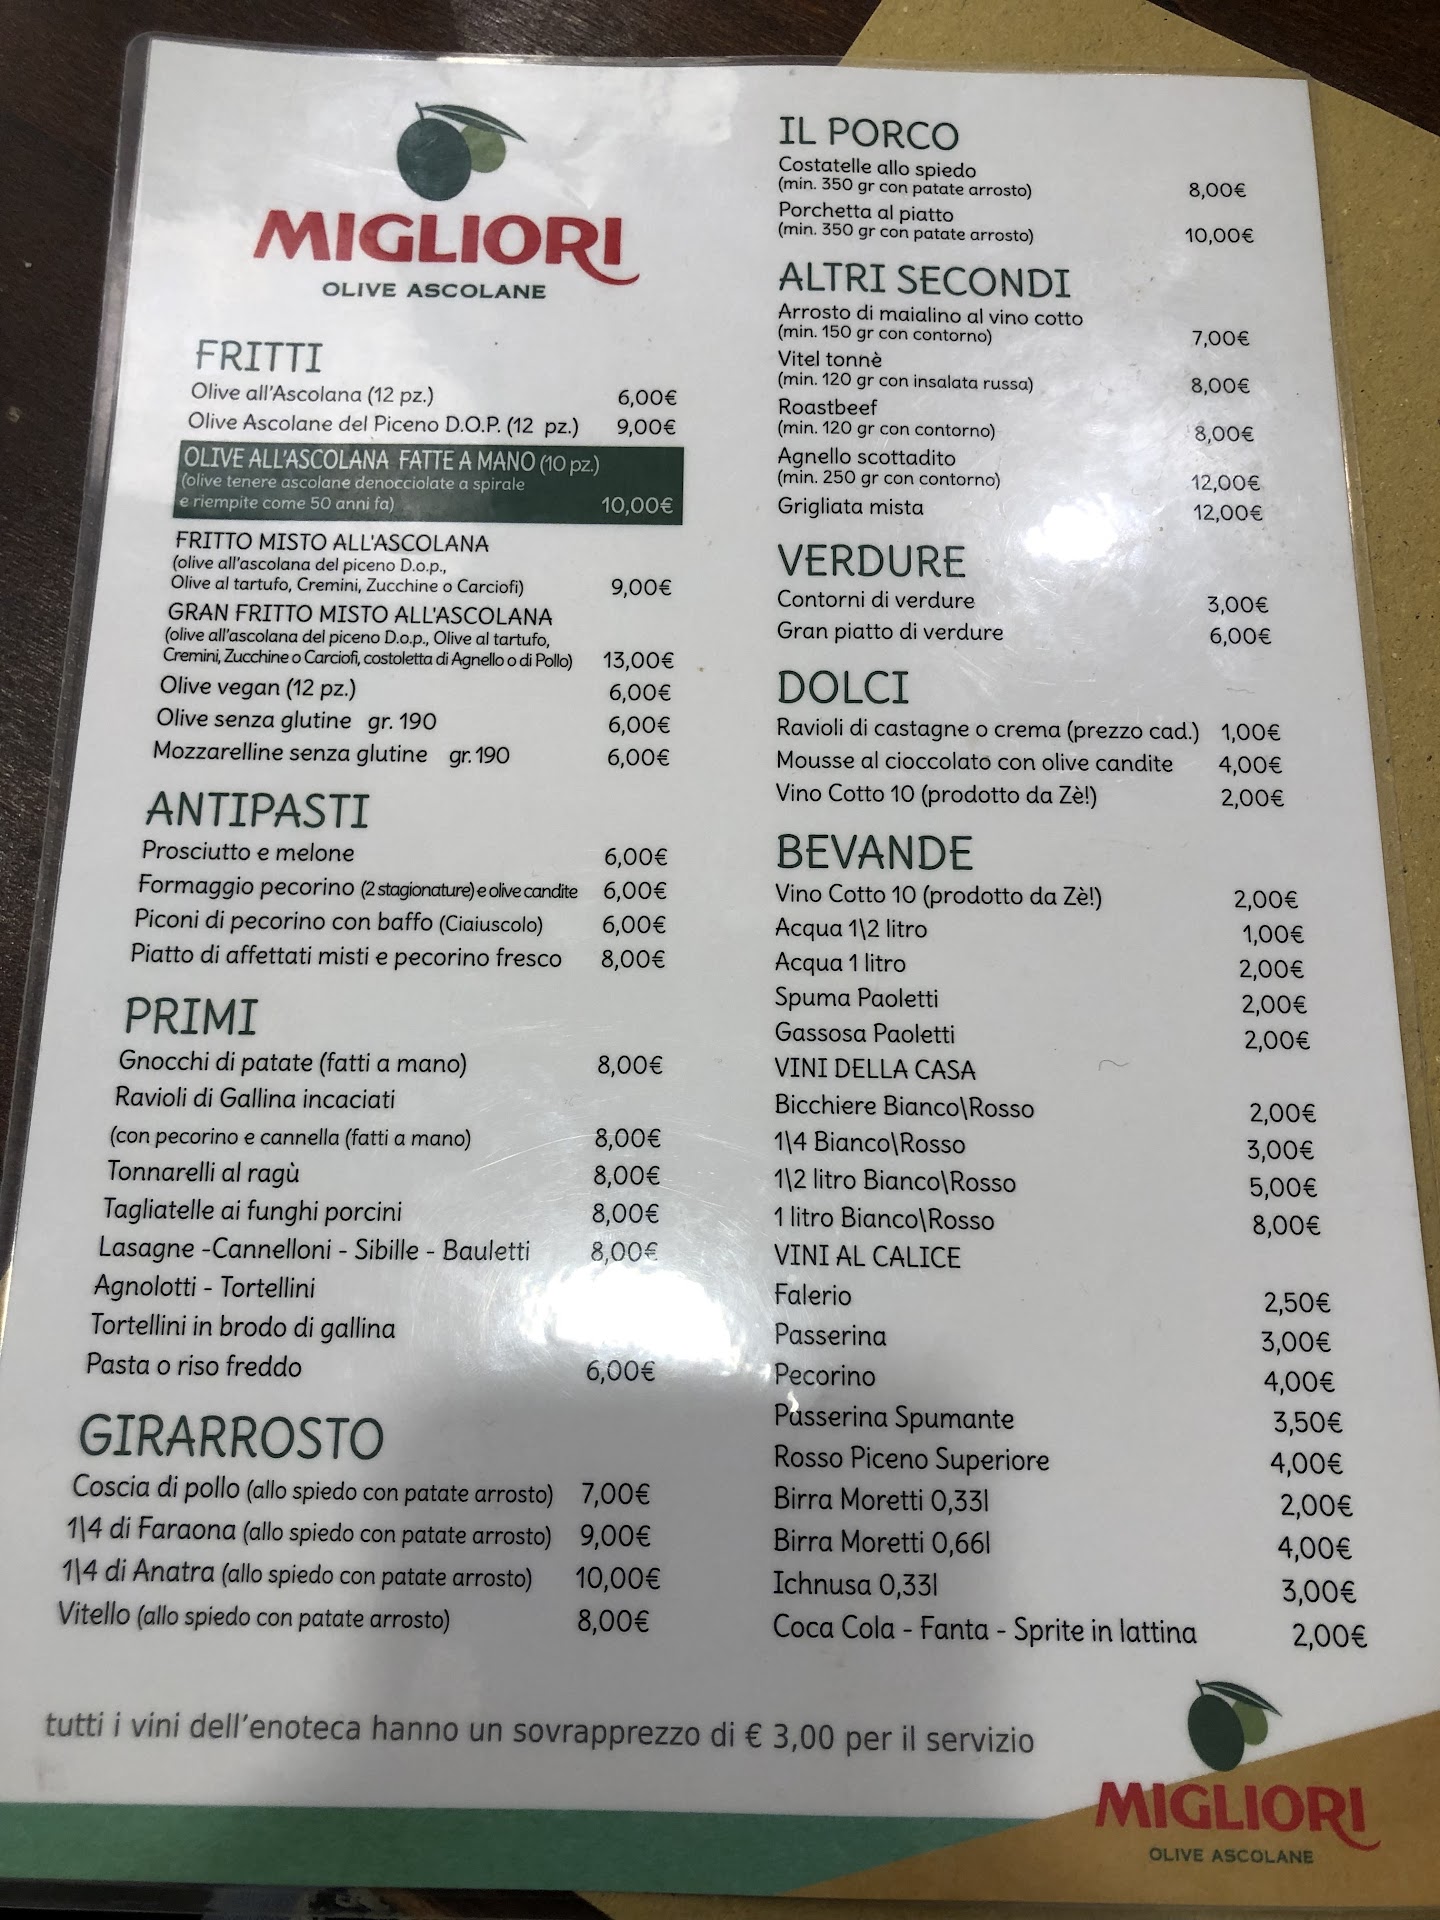 MIGLIORI
OLIVE ASCOLANE
FRITTI
Olive all'Ascolana (12 pz.) 6,00€
Olive Ascolane del Piceno D.O.P. (12 pz.) 9,00€
OLIVE ALL'ASCOLANA FATTE A MANO (10 pz.)
(olive tenere ascolane denocciolate a spirale
e riempite come 50 anni fa) 10,00€
FRITTO MISTO ALL'ASCOLANA
(olive all'ascolana del piceno D.o.p.,
Olive al tartufo, Cremini, Zucchine o Carciofi) 9,00€
GRAN FRITTO MISTO ALL'ASCOLANA
(olive all'ascolana del piceno D.o.p., Olive al tartufo,
Cremini, Zucchine o Carciofi, costoletta di Agnello o di Pollo) 13,00€
Olive vegan (12 pz.) 6,00€
Olive senza glutine gr. 190 6,00€
Mozzarelline senza glutine gr. 190 6,00€
ANTIPASTI
Prosciutto e melone 6,00€
Formaggio pecorino (2 stagionature) e olive candite 6,00€
Piconi di pecorino con baffo (Ciaiuscolo) 6,00€
Piatto di affettati misti e pecorino fresco 8,00€
PRIMI
Gnocchi di patate (fatti a mano) 8,00€
Ravioli di Gallina incaciati
(con pecorino e cannella (fatti a mano) 8,00€
Tonnarelli al ragù 8,00€
Tagliatelle ai funghi porcini 8,00€
Lasagne -Cannelloni - Sibille - Bauletti 8,00€
Agnolotti - Tortellini
Tortellini in brodo di gallina
Pasta o riso freddo 6,00€
GIRARROSTO
Coscia di pollo (allo spiedo con patate arrosto) 7,00€
1\4 di Faraona (allo spiedo con patate arrosto) 9,00€
1\4 di Anatra (allo spiedo con patate arrosto) 10,00€
Vitello (allo spiedo con patate arrosto) 8,00€
IL PORCO
Costatelle allo spiedo
(min. 350 gr con patate arrosto) 8,00€
Porchetta al piatto
(min. 350 gr con patate arrosto) 10,00€
ALTRI SECONDI
Arrosto di maialino al vino cotto
(min. 150 gr con contorno) 7,00€
Vitel tonnè
(min. 120 gr con insalata russa) 8,00€
Roastbeef
(min. 120 gr con contorno) 8,00€
Agnello scottadito
(min. 250 gr con contorno) 12,00€
Grigliata mista 12,00€
VERDURE
Contorni di verdure 3,00€
Gran piatto di verdure 6,00€
DOLCI
Ravioli di castagne o crema (prezzo cad.) 1,00€
Mousse al cioccolato con olive candite 4,00€
Vino Cotto 10 (prodotto da Zè!) 2,00€
BEVANDE
Vino Cotto 10 (prodotto da Zè!) 2,00€
Acqua 1\2 litro 1,00€
Acqua 1 litro 2,00€
Spuma Paoletti 2,00€
Gassosa Paoletti 2,00€
VINI DELLA CASA
Bicchiere Bianco\Rosso 2,00€
1\4 Bianco\Rosso 3,00€
1\2 litro Bianco\Rosso 5,00€
1 litro Bianco\Rosso 8,00€
VINI AL CALICE
Falerio 2,50€
Passerina 3,00€
Pecorino 4,00€
Passerina Spumante 3,50€
Rosso Piceno Superiore 4,00€
Birra Moretti 0,33l 2,00€
Birra Moretti 0,66l 4,00€
Ichnusa 0,33l 3,00€
Coca Cola - Fanta - Sprite in lattina 2,00€
tutti i vini dell'enoteca hanno un sovrapprezzo di € 3,00 per il servizio
MIGLIORI
OLIVE ASCOLANE